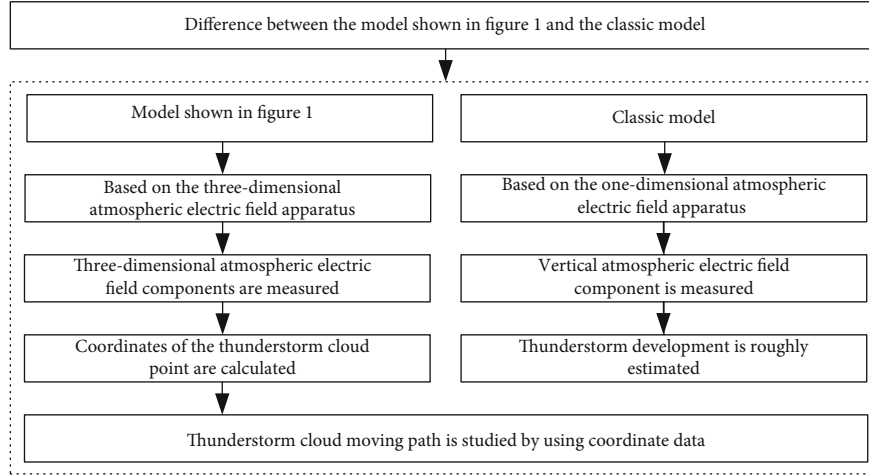 Difference between the model shown in figure 1 and the classic model
Model shown in figure 1
Based on the three-dimensional
atmospheric electric field apparatus
Three-dimensional atmospheric electric
field components are measured
Coordinates of the thunderstorm cloud
point are calculated
Classic model
Based on the one-dimensional atmospheric
electric field apparatus
Vertical atmospheric electric field
component is measured
Thunderstorm development is roughly
estimated
Thunderstorm cloud moving path is studied by using coordinate data